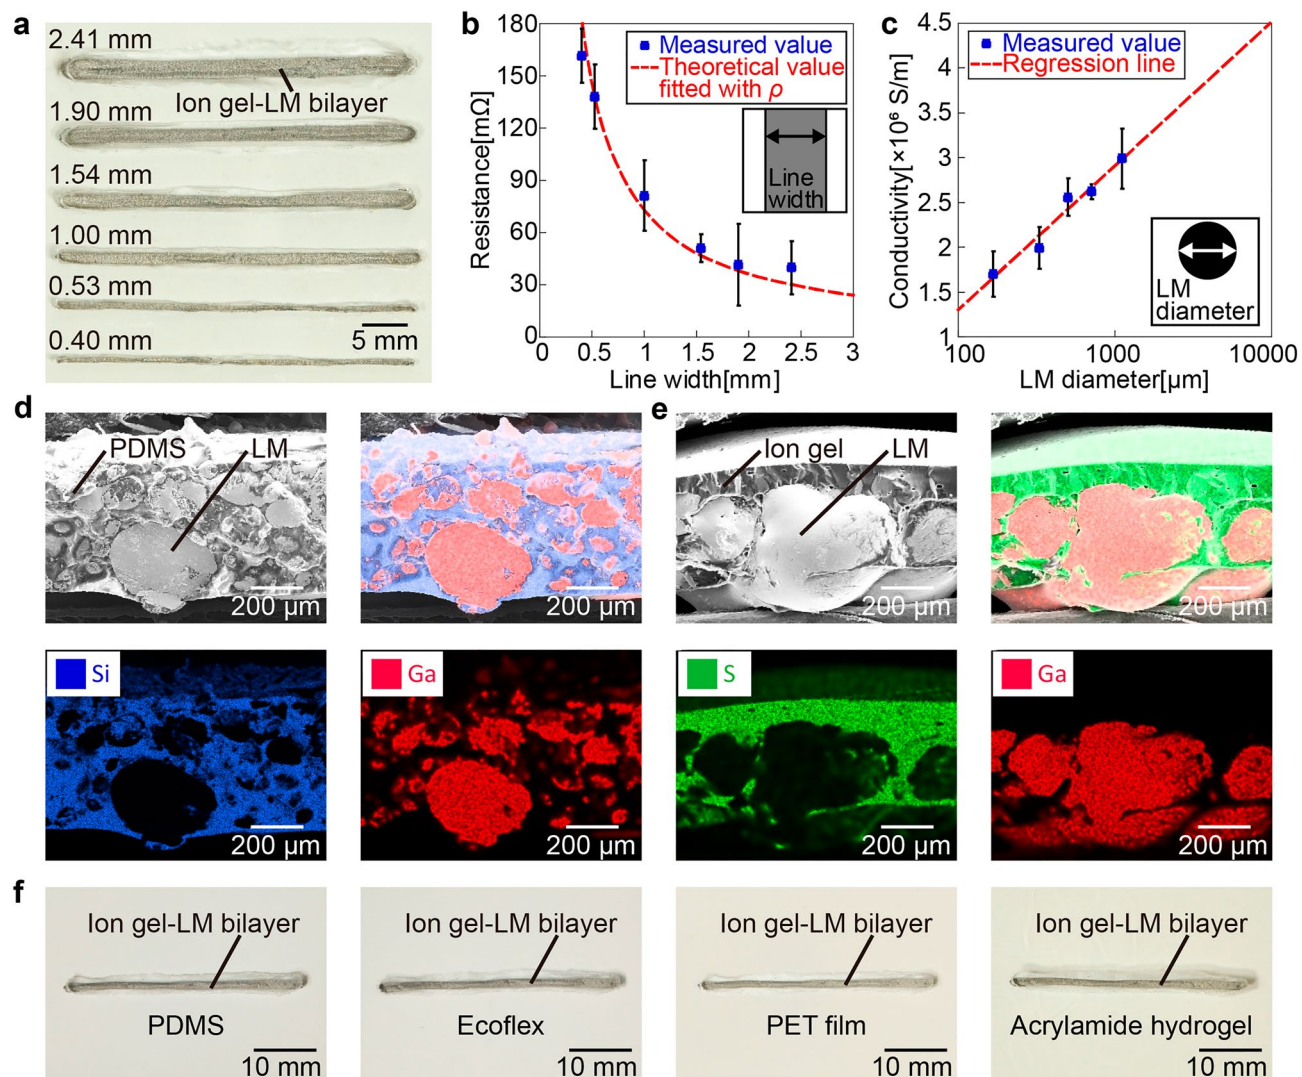 a
2.41 mm
Ion gel-LM bilayer
1.90 mm
1.54 mm
1.00 mm
0.53 mm
0.40 mm
5 mm
b
Resistance[mΩ]
180
150
120
90
60
30
0
0 0.5 1 1.5 2 2.5 3
Line width[mm]
Measured value
Theoretical value
fitted with ρ
Line
width
c
Conductivity[×10⁶ S/m]
4.5
4
3.5
3
2.5
2
1.5
1
100 1000 10000
LM diameter[µm]
Measured value
Regression line
LM
diameter
d
PDMS LM
200 µm
200 µm
Si
200 µm
Ga
200 µm
e
Ion gel LM
200 µm
200 µm
S
200 µm
Ga
200 µm
f
Ion gel-LM bilayer
PDMS
10 mm
Ion gel-LM bilayer
Ecoflex
10 mm
Ion gel-LM bilayer
PET film
10 mm
Ion gel-LM bilayer
Acrylamide hydrogel
10 mm